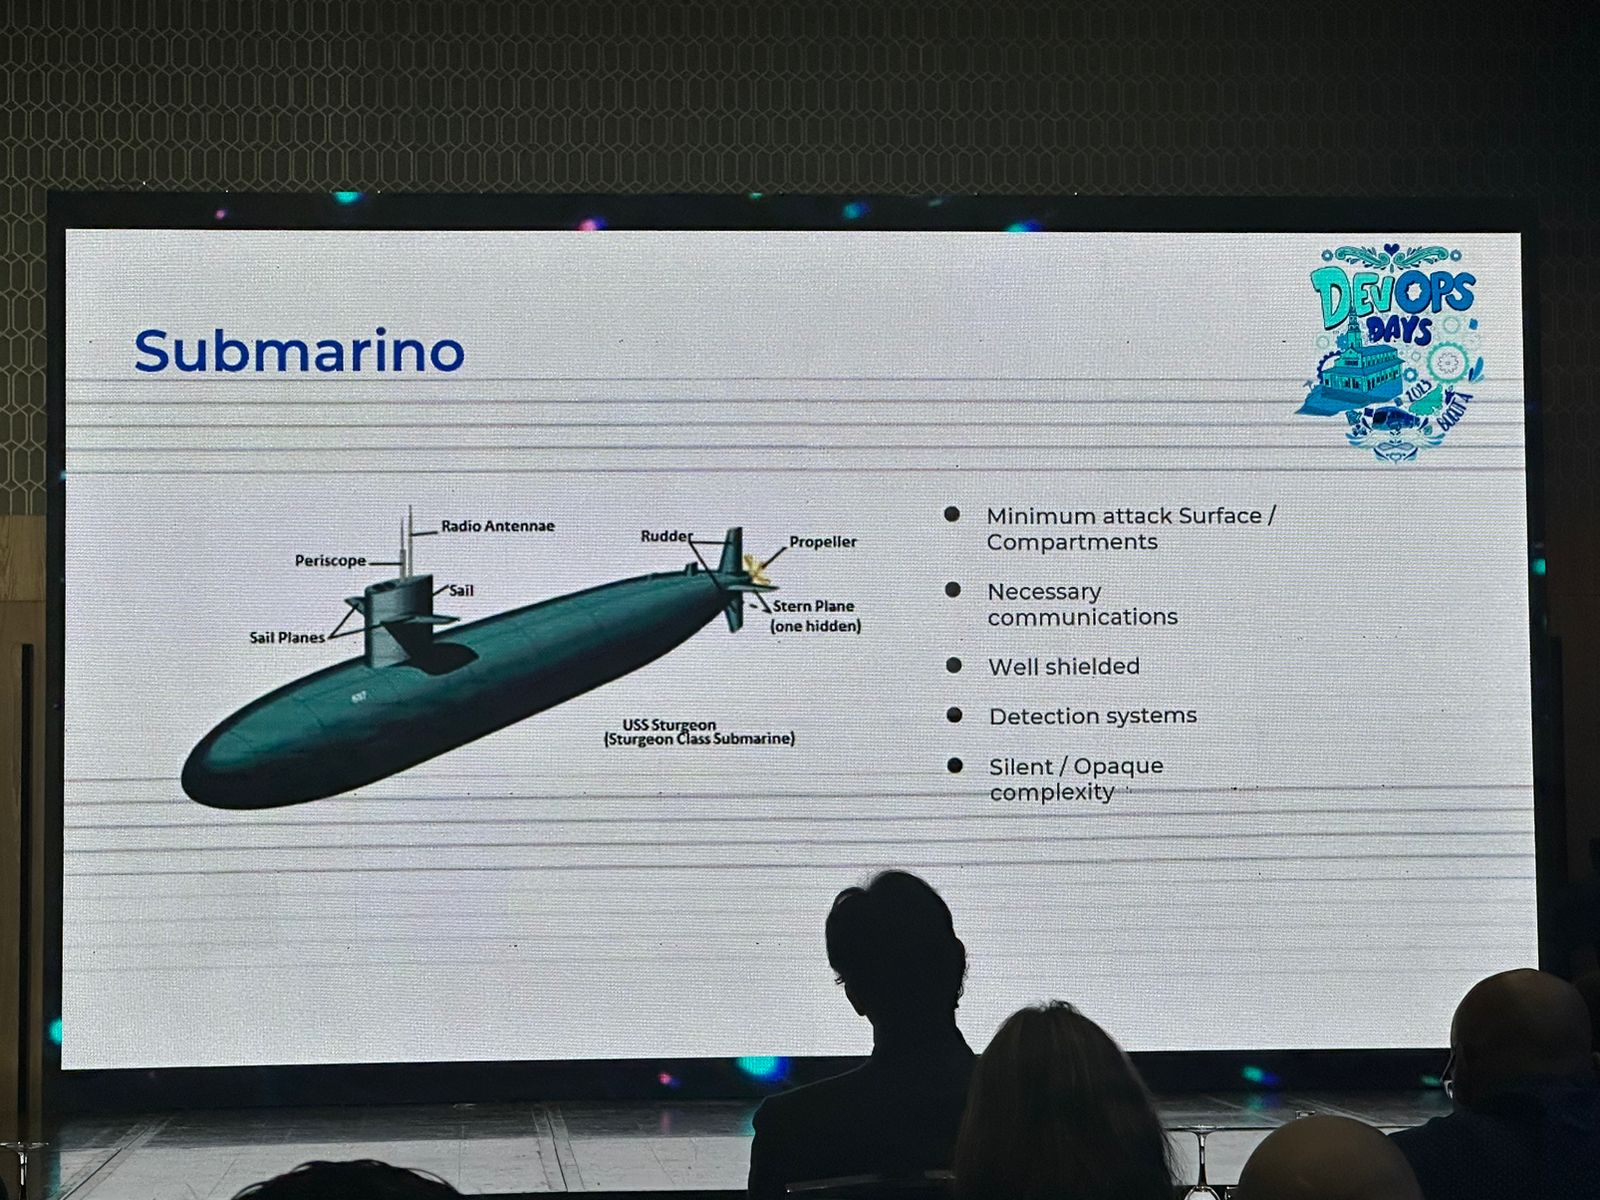 DEVOPS
DAYS
2023
BOGOTÁ
Submarino
Radio Antennae
Periscope
Sail
Sail Planes
Rudder
Propeller
Stern Plane
(one hidden)
USS Sturgeon
(Sturgeon Class Submarine)
Minimum attack Surface /
Compartments
Necessary
communications
Well shielded
Detection systems
Silent / Opaque
complexity